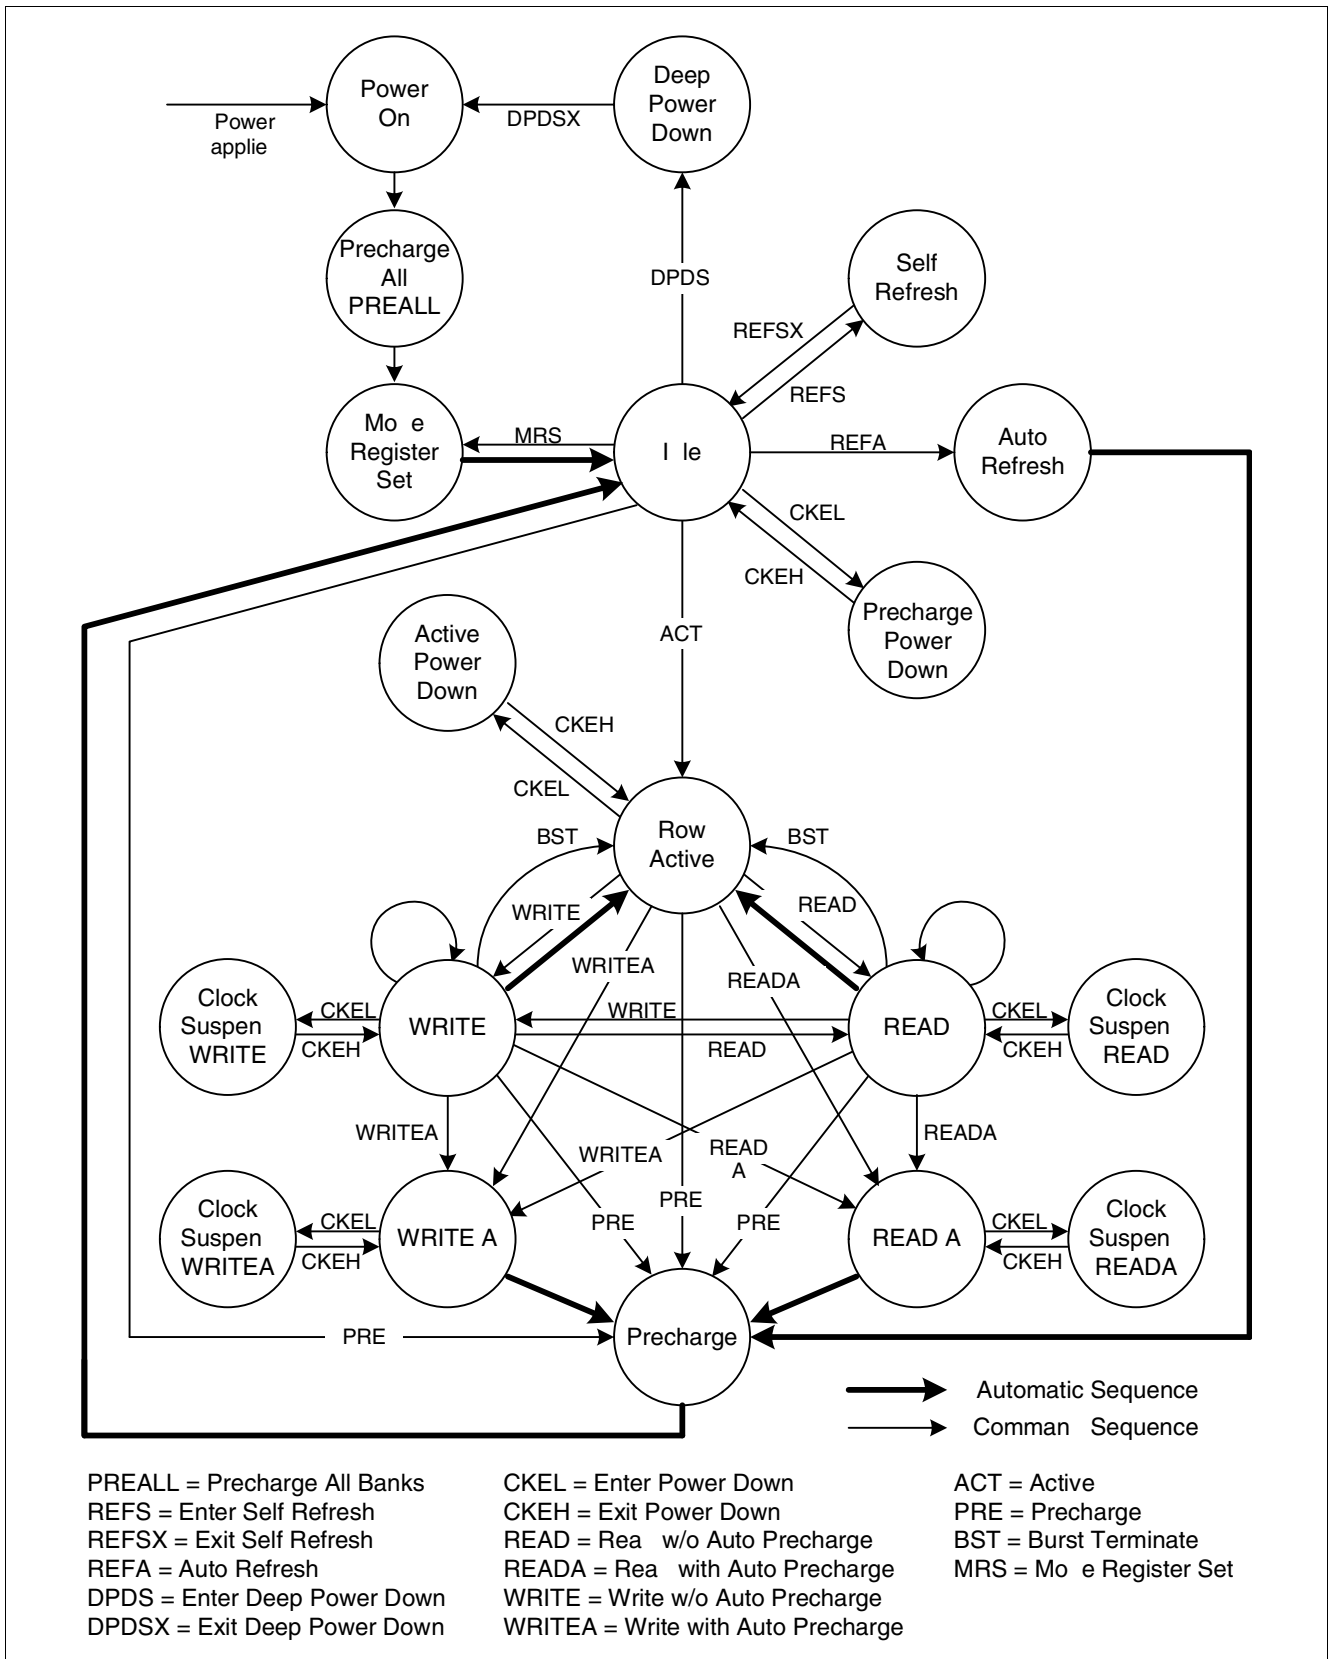 Power
On
Deep
Power
Down
Power
applie
DPDSX
Precharge
All
PREALL
DPDS
Self
Refresh
REFSX
REFS
Mo e
Register
Set
MRS
I le
REFA
Auto
Refresh
CKEL
CKEH
Precharge
Power
Down
ACT
Active
Power
Down
CKEH
CKEL
Row
Active
BST
BST
WRITE
READ
WRITEA
READA
Clock
Suspen
WRITE
CKEL
CKEH
WRITE
WRITE
READ
READ
CKEL
CKEH
Clock
Suspen
READ
WRITEA
WRITEA
READ
A
READA
Clock
Suspen
WRITEA
CKEL
CKEH
WRITE A
PRE
PRE
PRE
READ A
CKEL
CKEH
Clock
Suspen
READA
PRE
Precharge
Automatic Sequence
Comman Sequence
PREALL = Precharge All Banks
REFS = Enter Self Refresh
REFSX = Exit Self Refresh
REFA = Auto Refresh
DPDS = Enter Deep Power Down
DPDSX = Exit Deep Power Down
CKEL = Enter Power Down
CKEH = Exit Power Down
READ = Rea w/o Auto Precharge
READA = Rea with Auto Precharge
WRITE = Write w/o Auto Precharge
WRITEA = Write with Auto Precharge
ACT = Active
PRE = Precharge
BST = Burst Terminate
MRS = Mo e Register Set